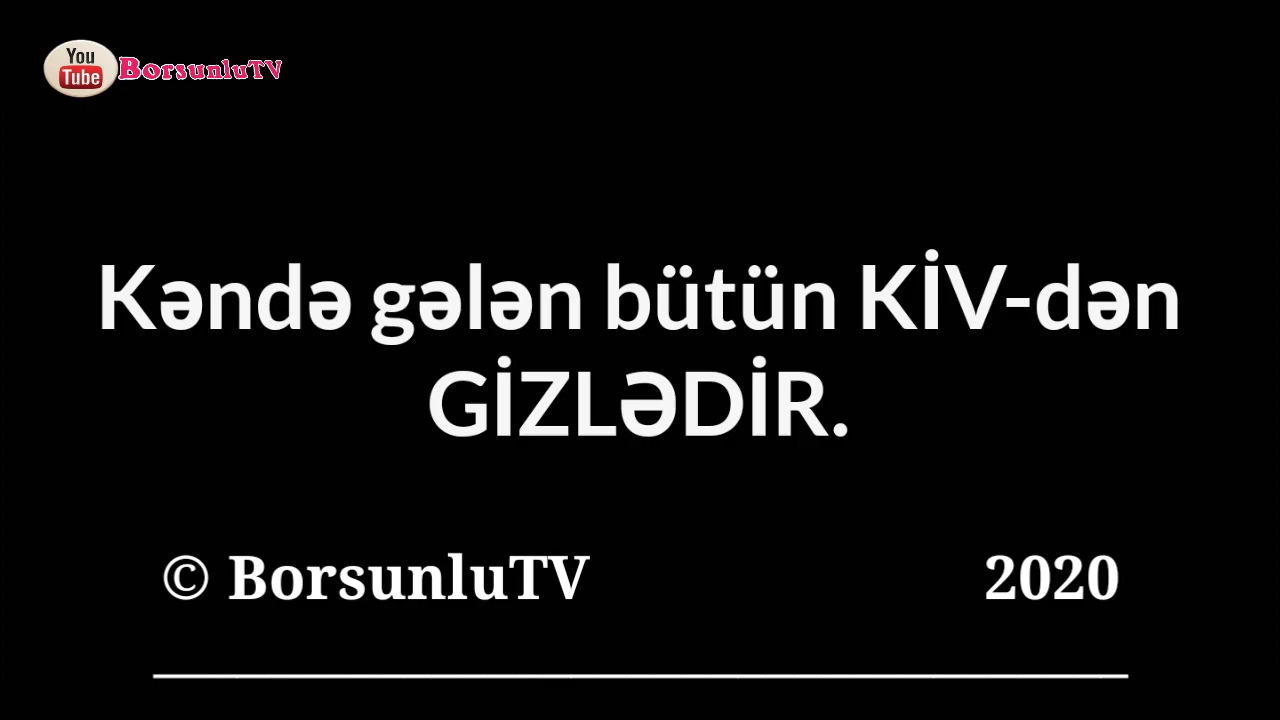 You
Tube BorsunluTV
Kəndə gələn bütün KİV-dən
GİZLƏDİR.
© BorsunluTV 2020